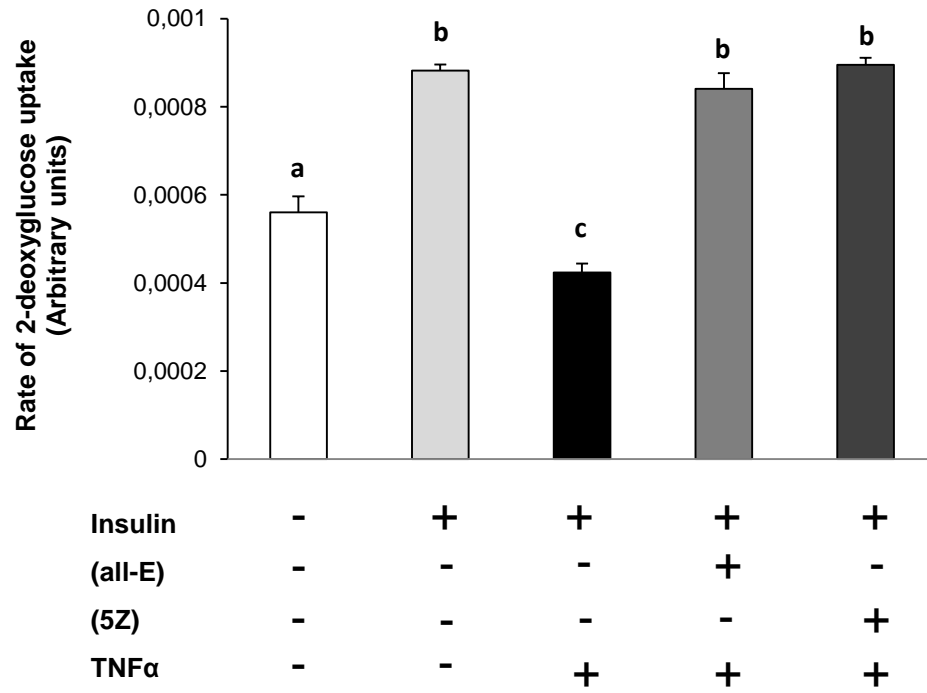 Rate of 2-deoxyglucose uptake
(Arbitrary units)
0,001
0,0008
0,0006
0,0004
0,0002
0
a
b
c
b
b
Insulin - + + + +
(all-E) - - - + -
(5Z) - - - - +
TNFα - - + + +